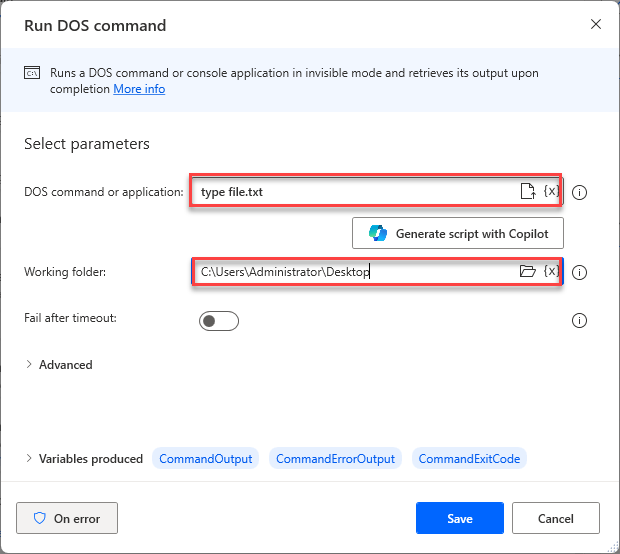 Run DOS command
C:\
Runs a DOS command or console application in invisible mode and retrieves its output upon
completion More info
Select parameters
DOS command or application: type file.txt {x}
Generate script with Copilot
Working folder: C:\Users\Administrator\Desktop {x}
Fail after timeout:
Advanced
Variables produced CommandOutput CommandErrorOutput CommandExitCode
On error Save Cancel